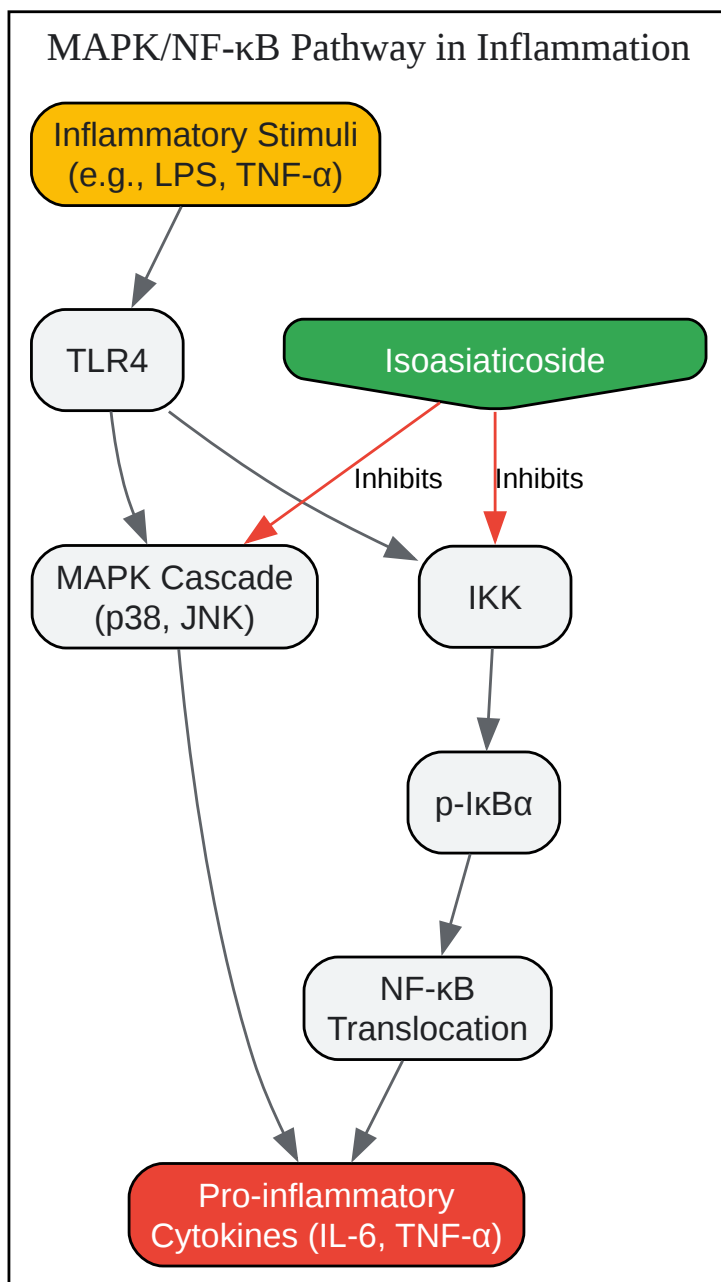 MAPK/NF-κB Pathway in Inflammation
Inflammatory Stimuli
(e.g., LPS, TNF-α)
TLR4
Isoasiaticoside
Inhibits
Inhibits
MAPK Cascade
(p38, JNK)
IKK
p-IκBα
NF-κB
Translocation
Pro-inflammatory
Cytokines (IL-6, TNF-α)